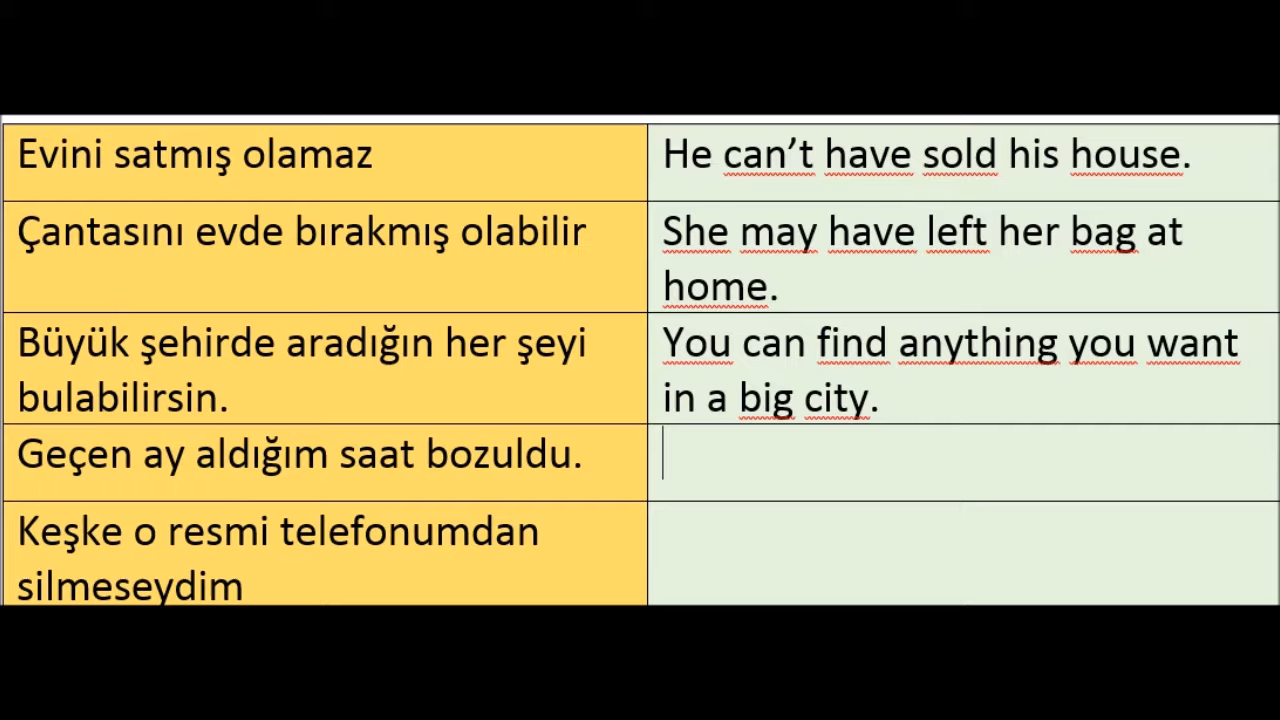 Evini satmış olamaz
He can't have sold his house.
Çantasını evde bırakmış olabilir
She may have left her bag at
home.
Büyük şehirde aradığın her şeyi
bulabilirsin.
You can find anything you want
in a big city.
Geçen ay aldığım saat bozuldu.
Keşke o resmi telefonumdan
silmeseydim